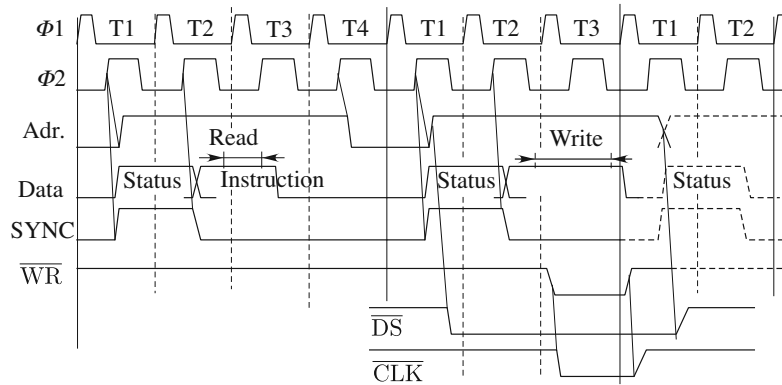 Φ1 T1 T2 T3 T4 T1 T2 T3 T1 T2
Φ2
Adr.
Read Write
Data Status Instruction Status Status
SYNC
WR
DS
CLK